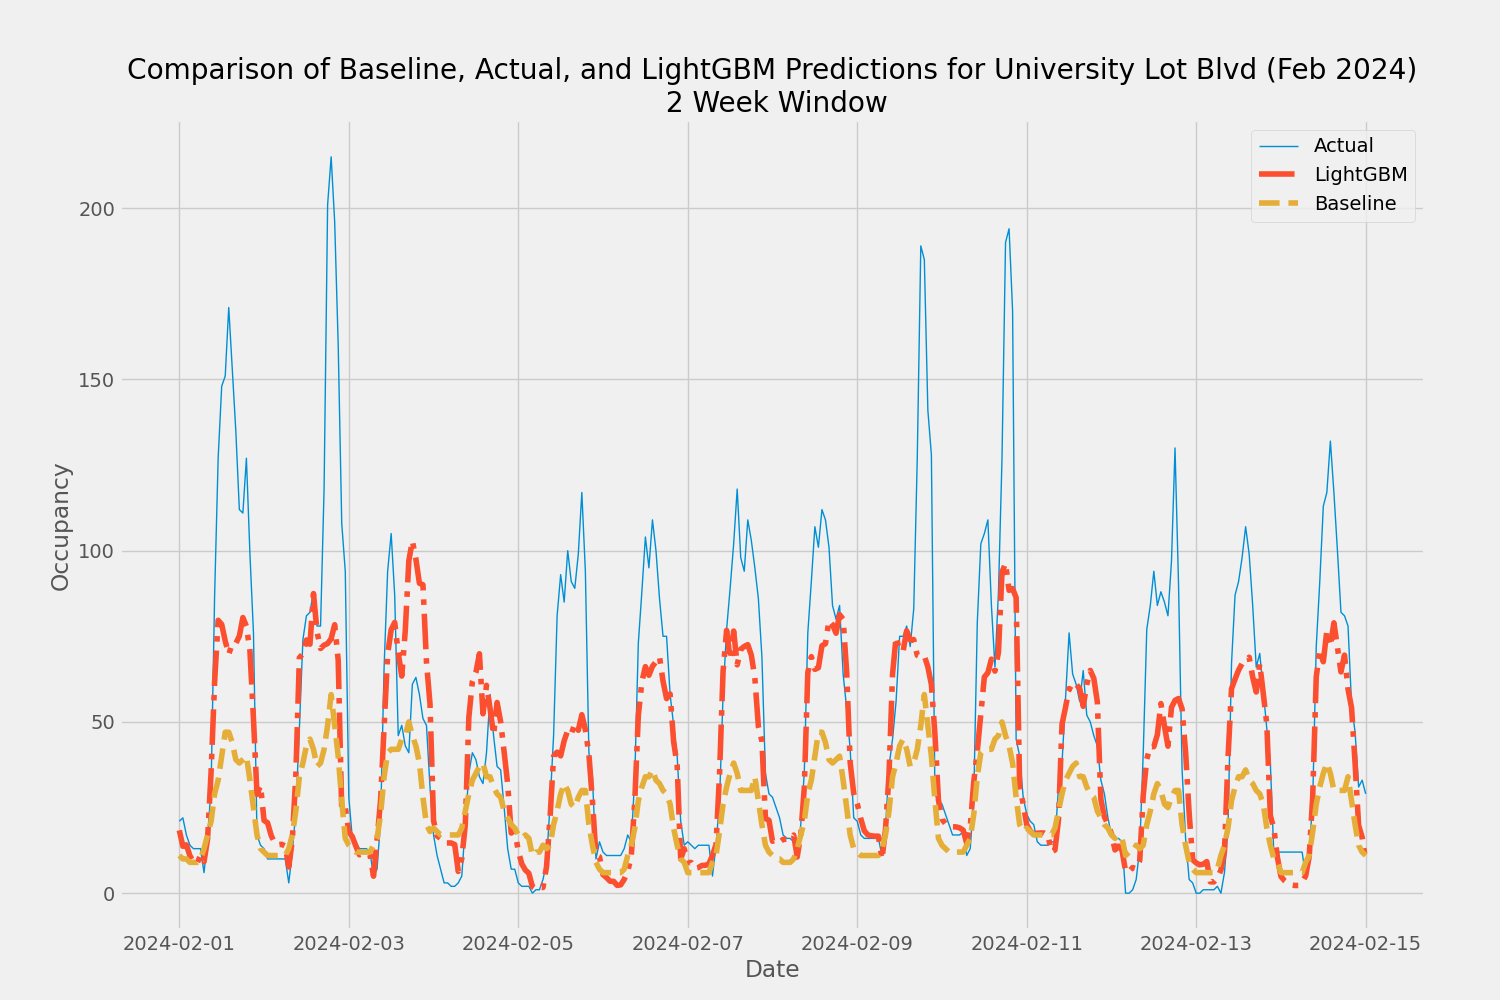 Comparison of Baseline, Actual, and LightGBM Predictions for University Lot Blvd (Feb 2024)
2 Week Window
Actual
LightGBM
Baseline
200
150
100
50
0
Occupancy
2024-02-01
2024-02-03
2024-02-05
2024-02-07
2024-02-09
2024-02-11
2024-02-13
2024-02-15
Date